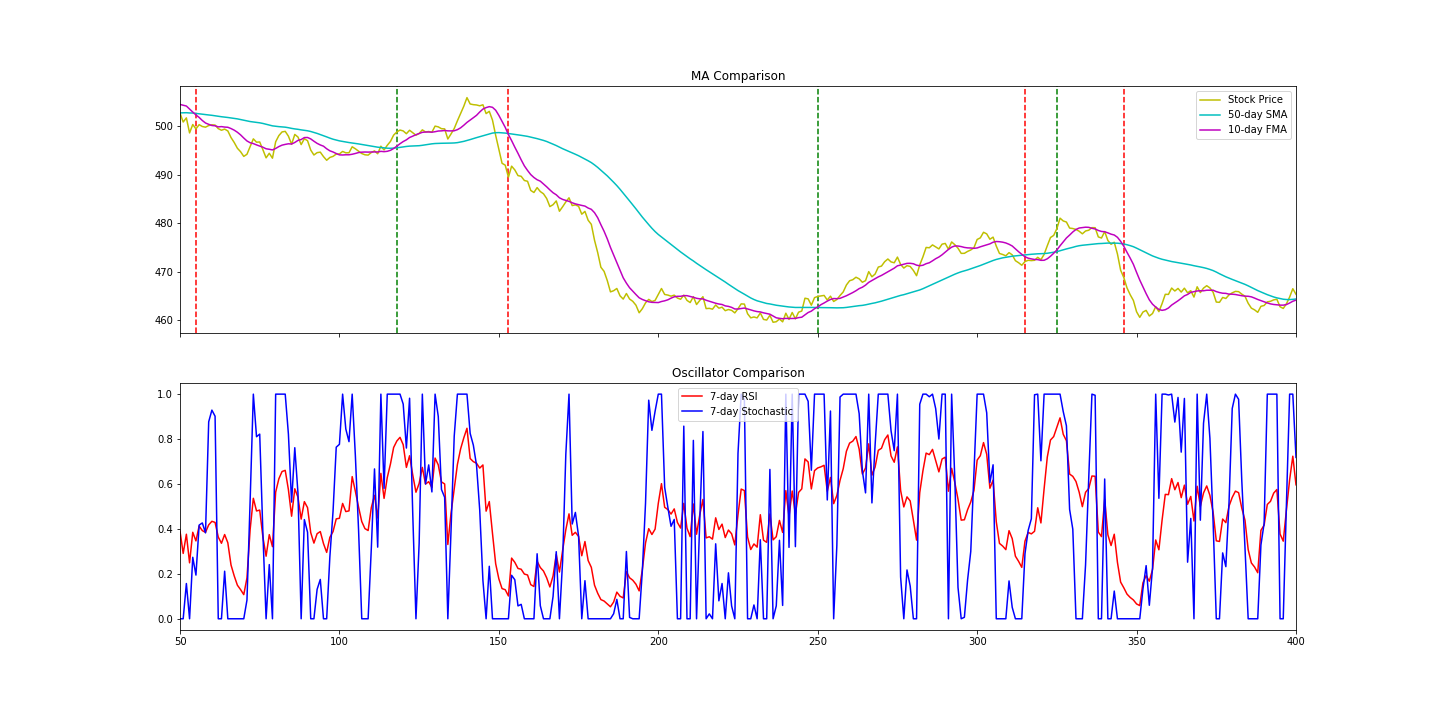 MA Comparison
500
490
480
470
460
Stock Price
50-day SMA
10-day FMA
Oscillator Comparison
1.0
0.8
0.6
0.4
0.2
0.0
7-day RSI
7-day Stochastic
50
100
150
200
250
300
350
400